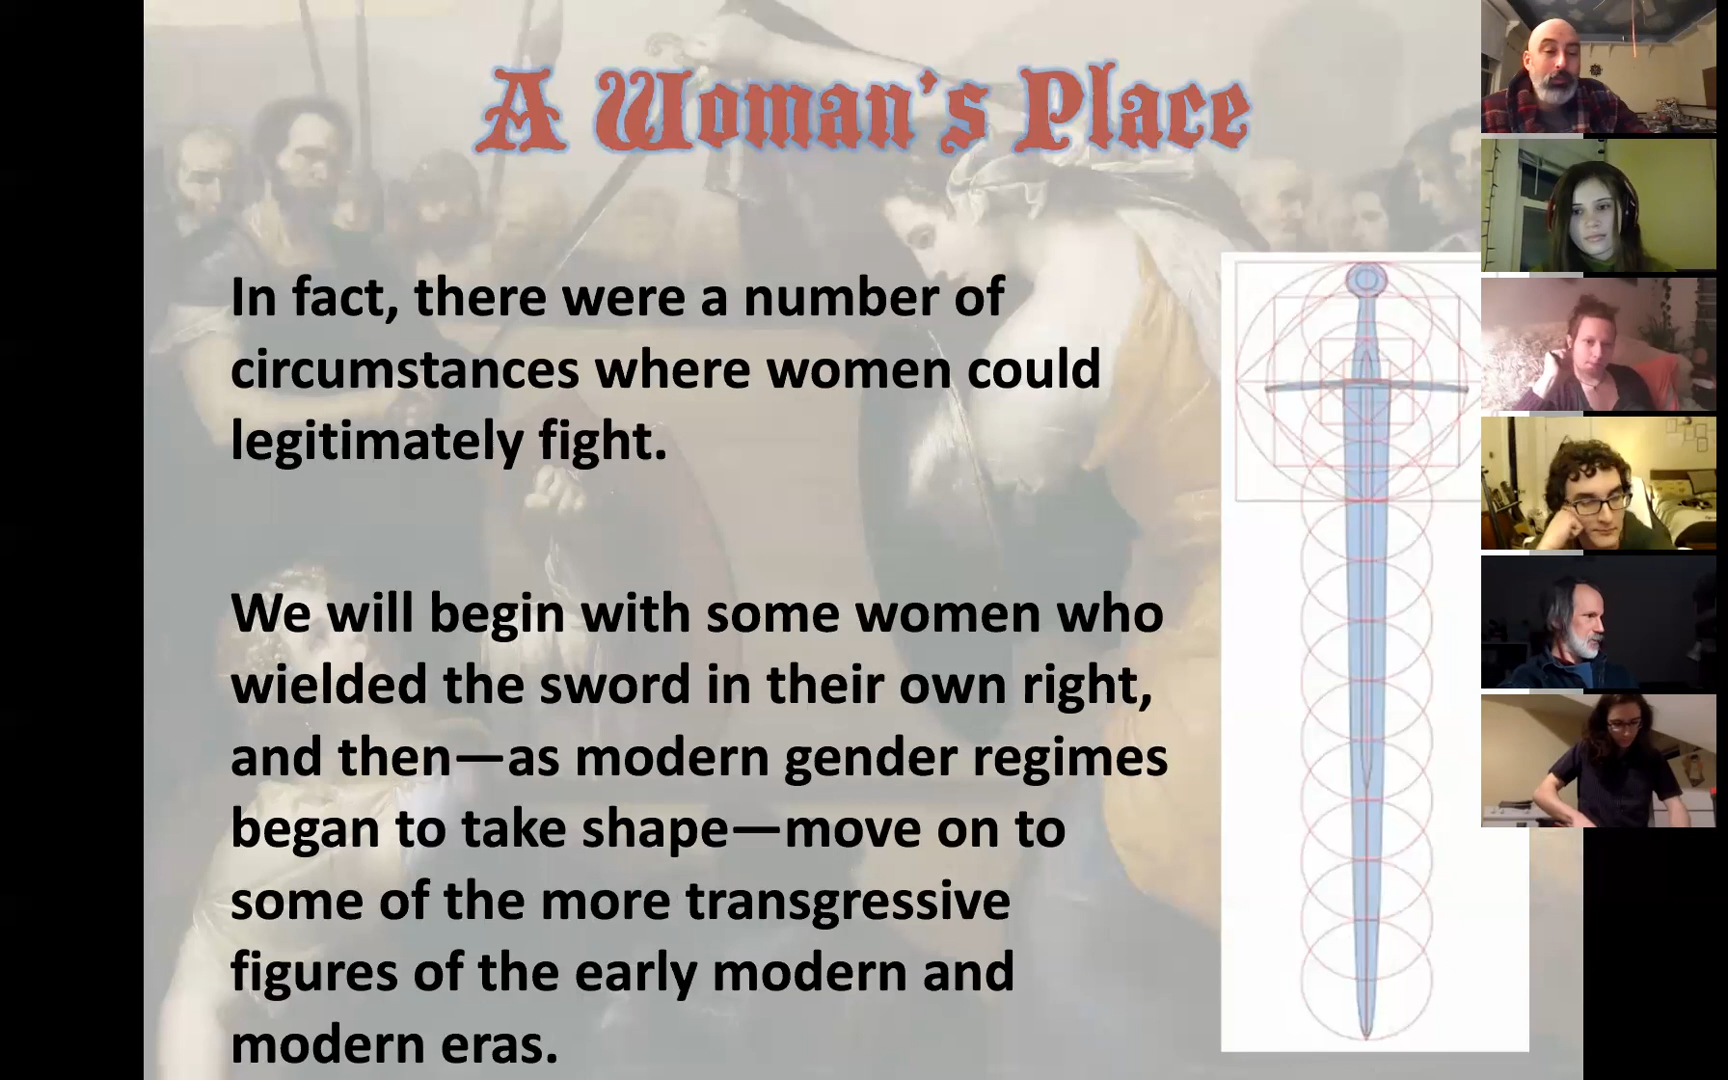 A Woman's Place
In fact, there were a number of
circumstances where women could
legitimately fight.
We will begin with some women who
wielded the sword in their own right,
and then—as modern gender regimes
began to take shape—move on to
some of the more transgressive
figures of the early modern and
modern eras.